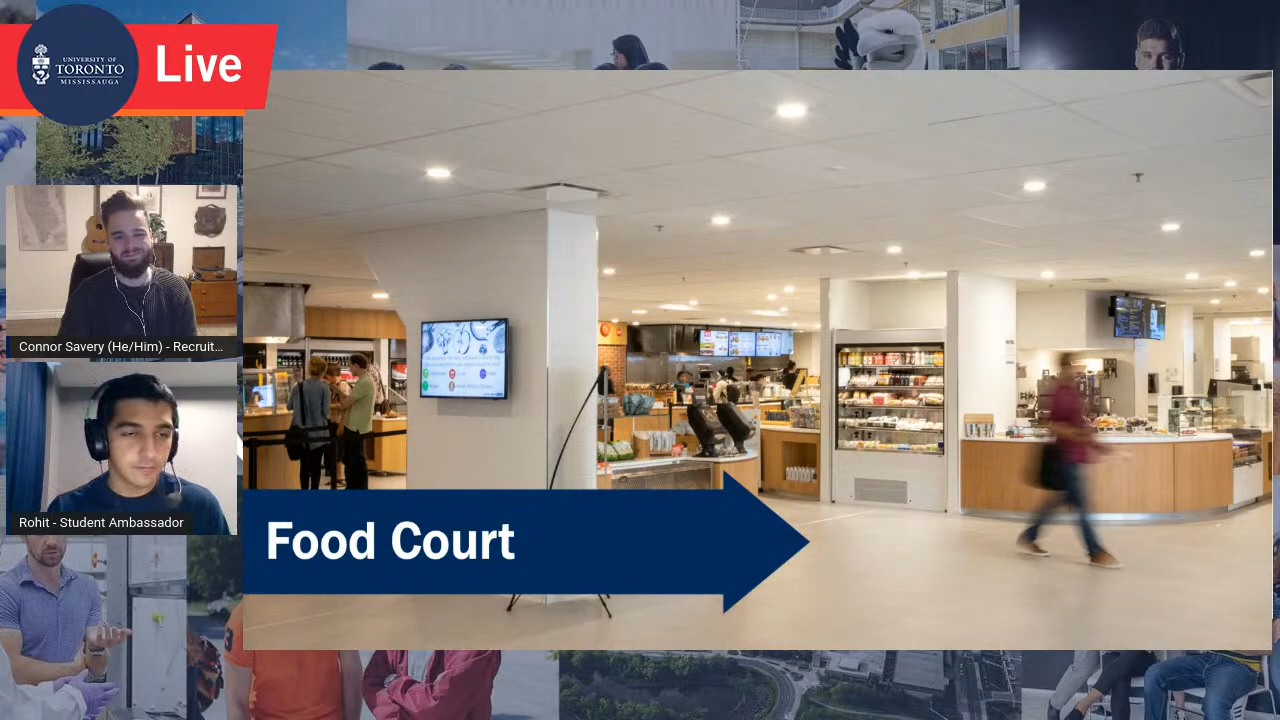 UNIVERSITY OF
TORONTO
MISSISSAUGA
Live
Connor Savery (He/Him) - Recruit...
Rohit - Student Ambassador
Food Court